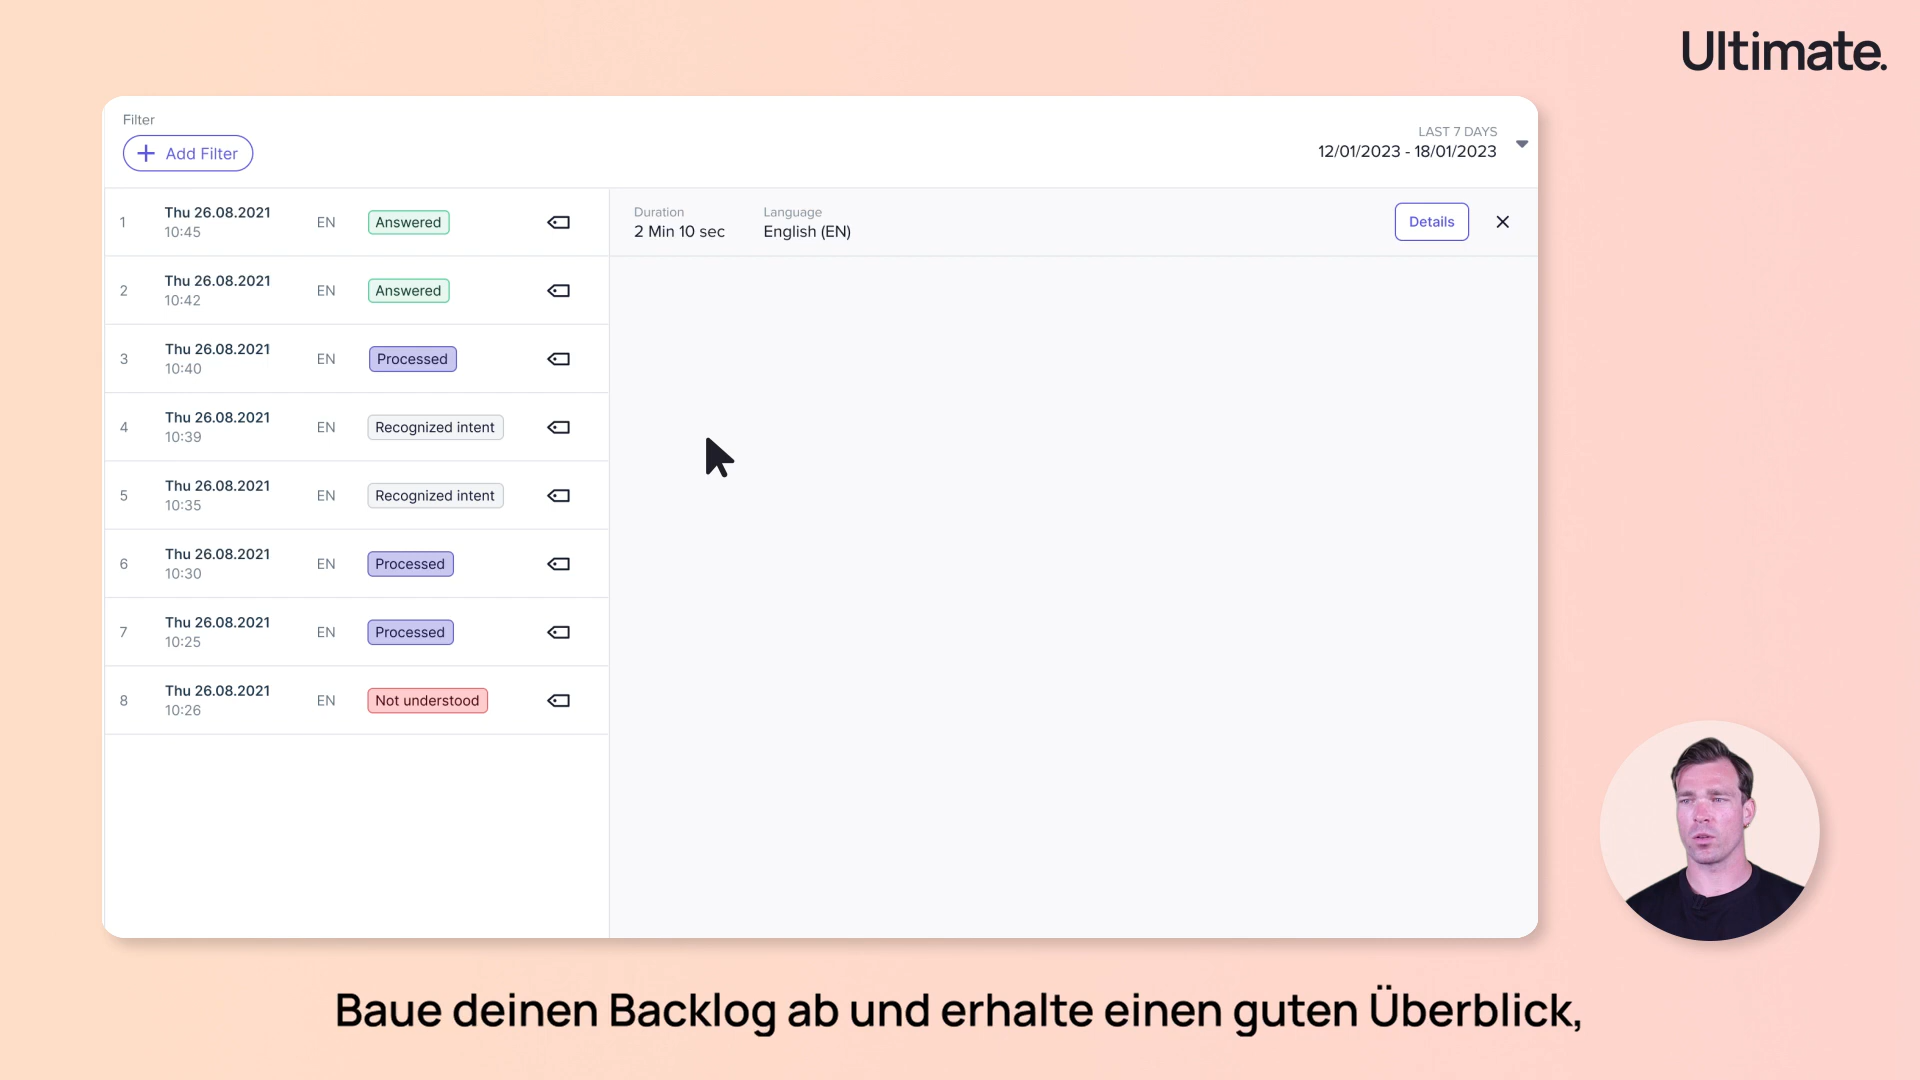 Ultimate.
Filter
Add Filter
LAST 7 DAYS
12/01/2023 - 18/01/2023
1 Thu 26.08.2021 EN Answered
10:45
2 Thu 26.08.2021 EN Answered
10:42
3 Thu 26.08.2021 EN Processed
10:40
4 Thu 26.08.2021 EN Recognized intent
10:39
5 Thu 26.08.2021 EN Recognized intent
10:35
6 Thu 26.08.2021 EN Processed
10:30
7 Thu 26.08.2021 EN Processed
10:25
8 Thu 26.08.2021 EN Not understood
10:26
Duration Language
2 Min 10 sec English (EN)
Details
Baue deinen Backlog ab und erhalte einen guten Überblick,